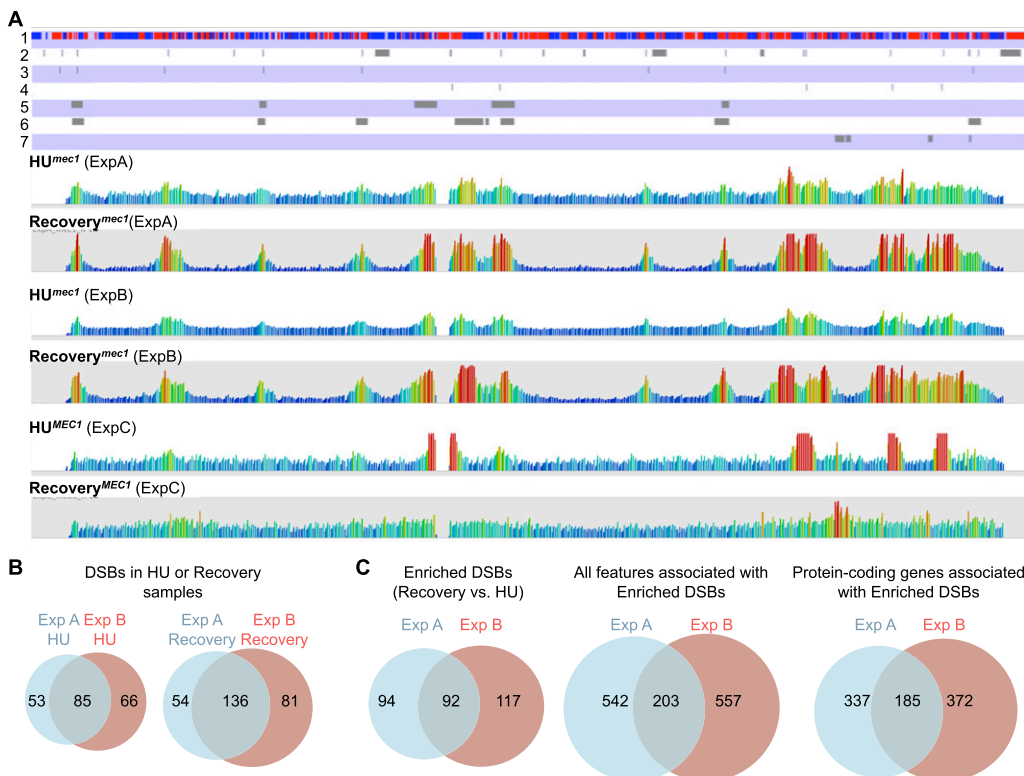 A
1
2
3
4
5
6
7
HUmec1 (ExpA)
Recoverymec1(ExpA)
HUmec1 (ExpB)
Recoverymec1 (ExpB)
HUMEC1 (ExpC)
RecoveryMEC1 (ExpC)
B
DSBs in HU or Recovery
samples
Exp A Exp B
HU HU
53 85 66
Exp A Exp B
Recovery Recovery
54 136 81
C
Enriched DSBs
(Recovery vs. HU)
Exp A Exp B
94 92 117
All features associated with
Enriched DSBs
Exp A Exp B
542 203 557
Protein-coding genes associated
with Enriched DSBs
Exp A Exp B
337 185 372